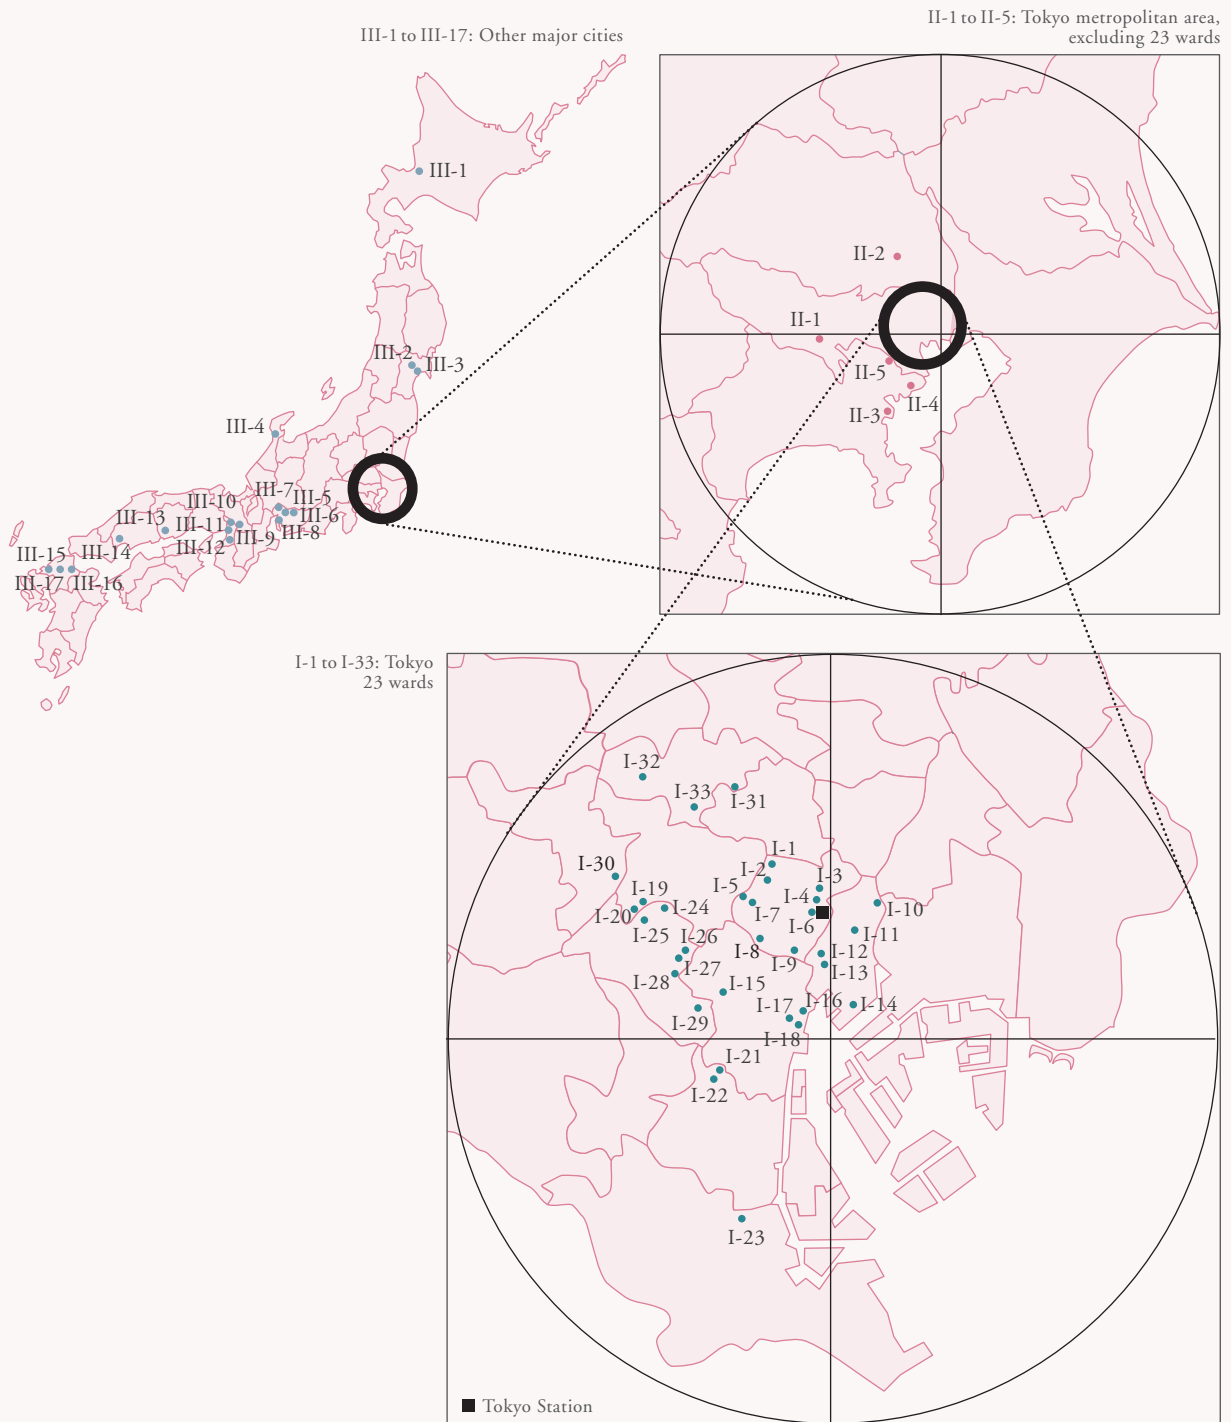 II-1 to II-5: Tokyo metropolitan area,
excluding 23 wards
III-1 to III-17: Other major cities
III-1
II-2
II-1
III-2
III-3
II-5
II-4
II-3
III-4
III-7
III-5
III-10
III-6
III-13
III-11
III-8
III-9
III-12
III-15
III-14
III-17
III-16
I-1 to I-33: Tokyo
23 wards
I-32
I-33
I-31
I-1
I-30
I-2
I-3
I-5
I-4
I-19
I-24
I-7
I-10
I-20
I-6
I-25
I-11
I-26
I-8
I-12
I-9
I-27
I-13
I-28
I-15
I-17
I-16
I-14
I-29
I-18
I-21
I-22
I-23
Tokyo Station